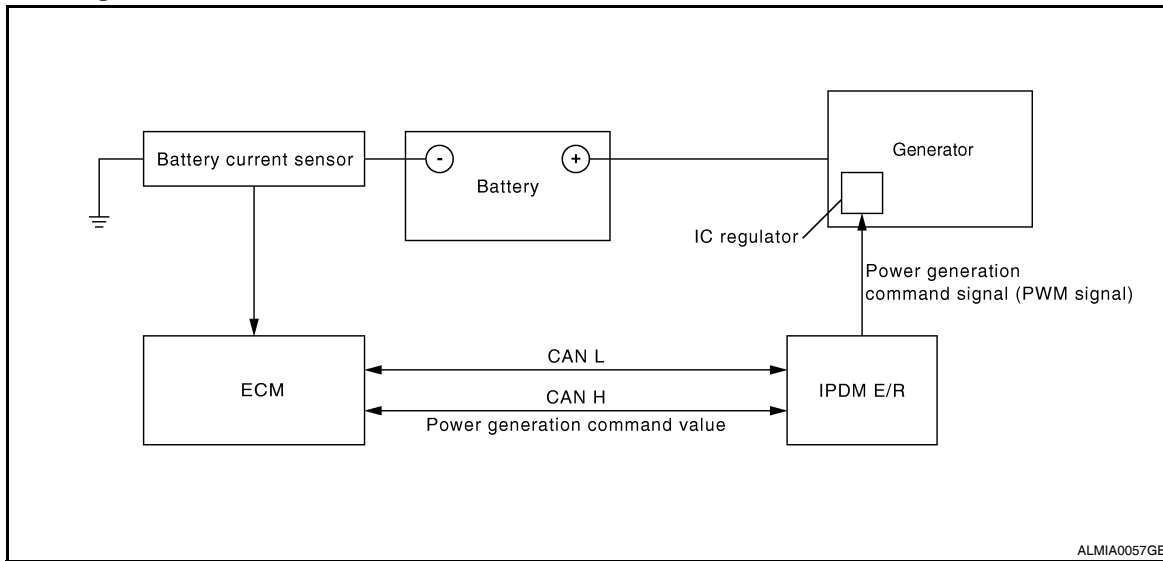 Battery current sensor
-
+
Battery
Generator
IC regulator
Power generation
command signal (PWM signal)
ECM
CAN L
CAN H
Power generation command value
IPDM E/R
ALMIA0057GB